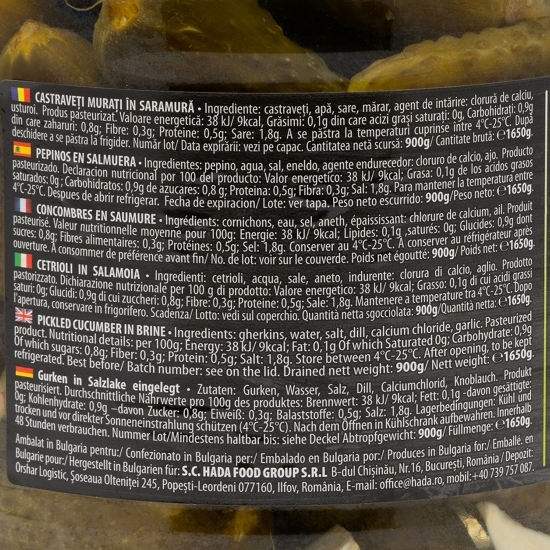 CASTRAVEȚI MURAȚI ÎN SARAMURĂ • Ingrediente: castraveți, apă, sare, mărar, agent de intărire: clorură de calciu,
usturoi. Produs pasteurizat. Valoare energetică: 38 kJ/ 9kcal, Grăsimi: 0,1g din care acizi grași saturați: 0g, Carbohidrați: 0,9g
din care zaharuri: 0,8g; Fibre: 0,3g; Proteine: 0,5g; Sare: 1,8g. A se păstra la temperaturi cuprinse între 4°C-25°C. După
deschidere a se păstra la frigider. Număr lot/ Data expirării: vezi pe capac. Cantitatea netă scursă: 900g/ Cantitate brută: ℮1650g.
PEPINOS EN SALMUERA • Ingredientes: pepino, agua, sal, eneldo, agente endurecedor: cloruro de calcio, ajo. Producto
pasteurizado. Declaracion nutricional por 100 del producto: Valor energetico: 38 kJ/ 9kcal; Grasa: 0,1g de los acidos grasos
saturados: 0g; Carbohidratos: 0,9g de azucares: 0,8 g; Proteina: 0,5g; Fibra: 0,3g; Sal: 1,8g. Para mantener la temperatura entre
4°C-25°C. Despues de abrir refrigerar. Fecha de expiracion/ Lote: ver tapa. Peso neto escurrido: 900g/Peso neto: ℮1650g.
CONCOMBRES EN SAUMURE • Ingrédients: cornichons, eau, sel, aneth, épaississant: chlorure de calcium, ail. Produit
pasteurisé. Valeur nutritionnelle moyenne pour 100g: Énergie: 38 kJ/ 9kcal; Lipides: 0,1g ,saturés: 0g; Glucides: 0,9g dont
sucres: 0,8g; Fibres alimentaires: 0,3g; Protéines: 0,5g; Sel: 1,8g. Conserver au 4°C-25°C. À conserver au réfrigérateur après
ouverture. À consommer de préférence avant fin/ No. de lot: voir sur le couvercle. Poids net égoutté: 900g/ Poids net: ℮1650g.
CETRIOLI IN SALAMOIA • Ingredienti: cetrioli, acqua, sale, aneto, indurente: clorura di calcio, aglio. Prodotto
pastorizzato. Dichiarazione nutrizionale per 100 g di prodotto: Valore energetico: 38 kJ/ 9kcal; Grassi: 0,1g di cui acidi grassi
saturi: 0g; Glucidi: 0,9g di cui zuccheri: 0,8g; Fibre: 0,3g; Proteine: 0,5g; Sale: 1,8g. Mantenere a temperature tra 4°C-25°C. Dopo
l'apertura, conservare in frigorifero. Scadenza/ Lotto: vedi sul coperchio. Quantità netta sgocciolata: 900g/Quantità netta: ℮1650g.
PICKLED CUCUMBER IN BRINE • Ingredients: gherkins, water, salt, dill, calcium chloride, garlic. Pasteurized
product. Nutritional details: per 100g; Energy: 38 kJ/ 9kcal; Fat: 0,1g Of which Saturated 0g; Carbohydrate: 0,9g
Of which sugars: 0,8g; Fiber: 0,3g; Protein: 0,5g; Salt: 1,8g. Store between 4°C-25°C. After opening, to be kept
refrigerated. Best before/ Batch number: see on the lid. Drained net weight: 900g/ Net weight: ℮1650g.
Gurken in Salzlake eingelegt • Zutaten: Gurken, Wasser, Salz, Dill, Calciumchlorid, Knoblauch. Produkt
pasteurisiert. Durchschnittliche Nährwerte pro 100g des produktes: Brennwert: 38 kJ/ 9kcal; Fett: 0,1g -davon gesättigte:
0g; Kohlenhydrate: 0,9g –davon Zucker: 0,8g; Eiweiß: 0,3g; Balaststoffe: 0,5g; Salz: 1,8g. Lagerbedingungen: Kühl und
trocken und vor direkter Sonneneinstrahlung schützen (4°C-25°C). Nach dem Öffnen in Kühlschrank aufbewahren. Innerhalb
48 Stunden verbrauchen. Nummer Lot/Mindestens haltbar bis: siehe Deckel Abtropfgewicht: 900g/ Füllmenge: ℮1650g.
Ambalat in Bulgaria pentru:/ Confezionato in Bulgaria per:/ Embalado en Bulgaria por:/ Produces in Bulgaria for:/ Emballé. en
Bulgarie pour:/ Hergestellt in Bulgarien für: S.C. HADA FOOD GROUP S.R.L B-dul Chișinău, Nr.16, București, România / Depozit:
Orshar Logistic, Șoseaua Olteniței 245, Popești-Leordeni 077160, Ilfov, România, E-mail: office@hada.ro, mobil:+40 739 757 087.